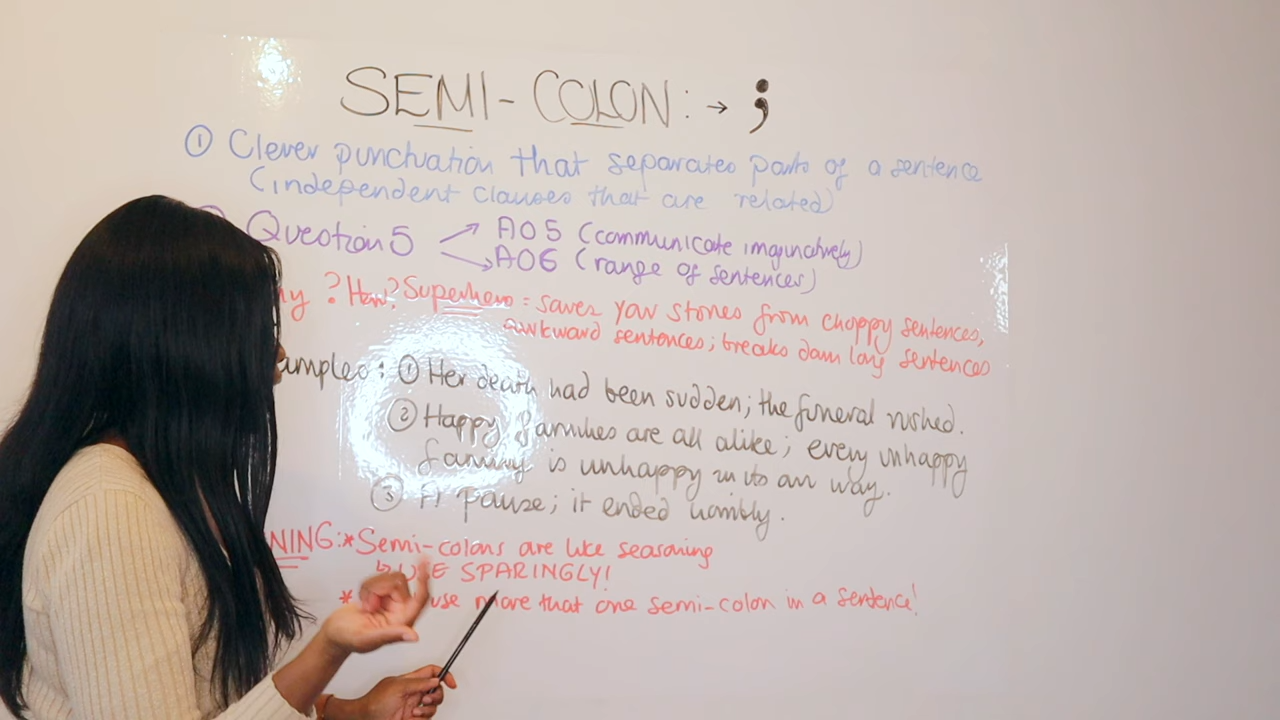 SEMI-COLON: → ;
① Clever punctuation that separates parts of a sentence
(independent clauses that are related)
Question 5 AO5 (communicate imaginatively)
AO6 (range of sentences)
? How? Superhero = saves your stories from choppy sentences,
awkward sentences; breaks down long sentences
① Her death had been sudden; the funeral rushed.
② Happy families are all alike; every unhappy
family is unhappy in its own way.
③ A pause; it ended humbly.
NING:* Semi-colons are like seasoning
↳ USE SPARINGLY!
* use more that one semi-colon in a sentence!